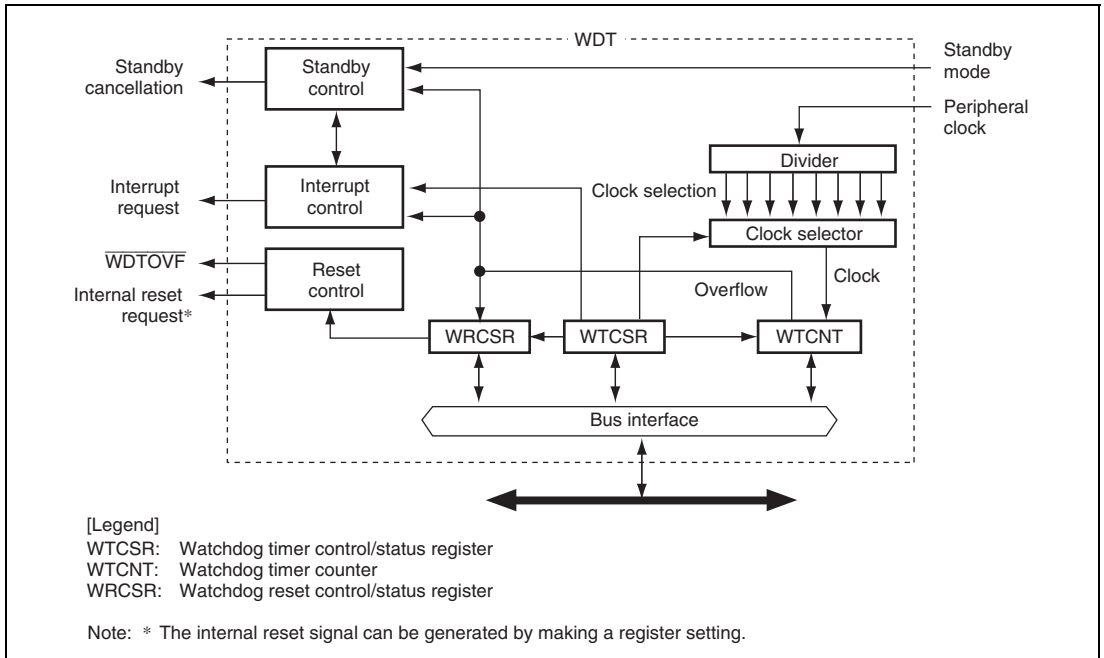 WDT
Standby
cancellation
Standby
control
Standby
mode
Peripheral
clock
Divider
Interrupt
request
Interrupt
control
Clock selection
Clock selector
W̅D̅T̅O̅V̅F̅
Internal reset
request*
Reset
control
Overflow
Clock
WRCSR
WTCSR
WTCNT
Bus interface
[Legend]
WTCSR: Watchdog timer control/status register
WTCNT: Watchdog timer counter
WRCSR: Watchdog reset control/status register
Note: * The internal reset signal can be generated by making a register setting.